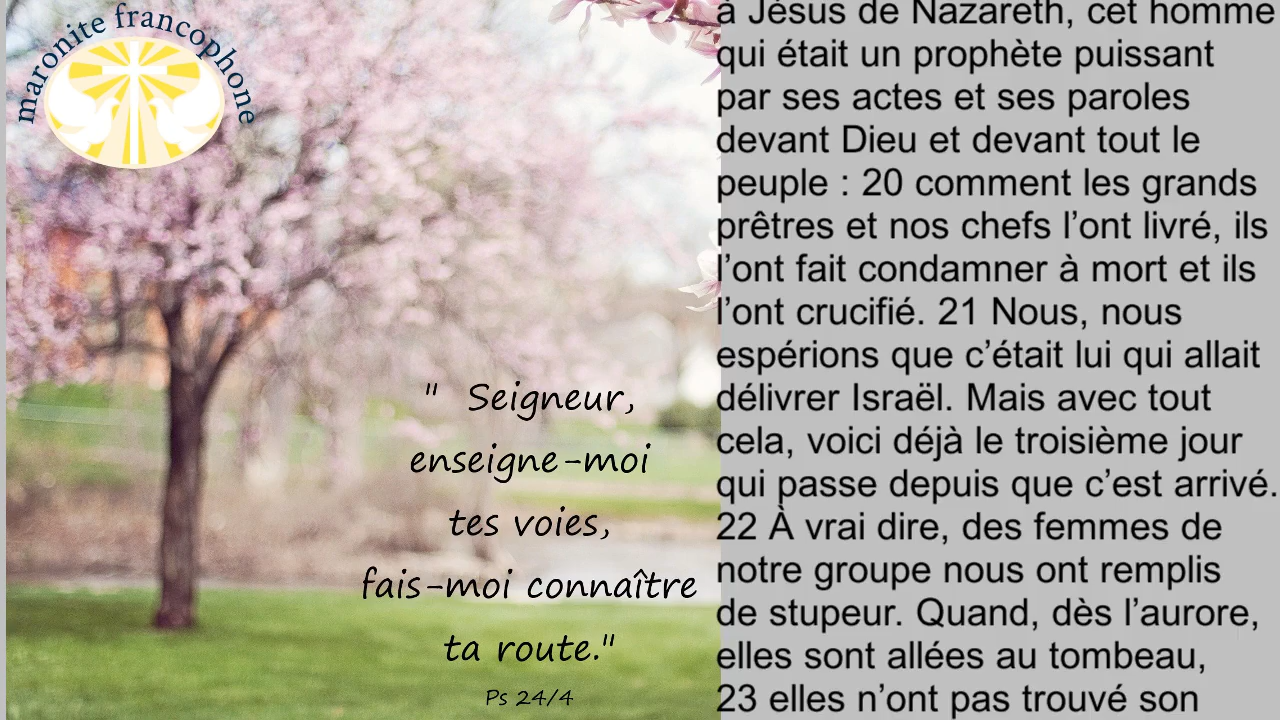 maronite francophone
" Seigneur,
enseigne-moi
tes voies,
fais-moi connaître
ta route."
Ps 24/4
à Jésus de Nazareth, cet homme
qui était un prophète puissant
par ses actes et ses paroles
devant Dieu et devant tout le
peuple : 20 comment les grands
prêtres et nos chefs l’ont livré, ils
l’ont fait condamner à mort et ils
l’ont crucifié. 21 Nous, nous
espérions que c’était lui qui allait
délivrer Israël. Mais avec tout
cela, voici déjà le troisième jour
qui passe depuis que c’est arrivé.
22 À vrai dire, des femmes de
notre groupe nous ont remplis
de stupeur. Quand, dès l’aurore,
elles sont allées au tombeau,
23 elles n’ont pas trouvé son